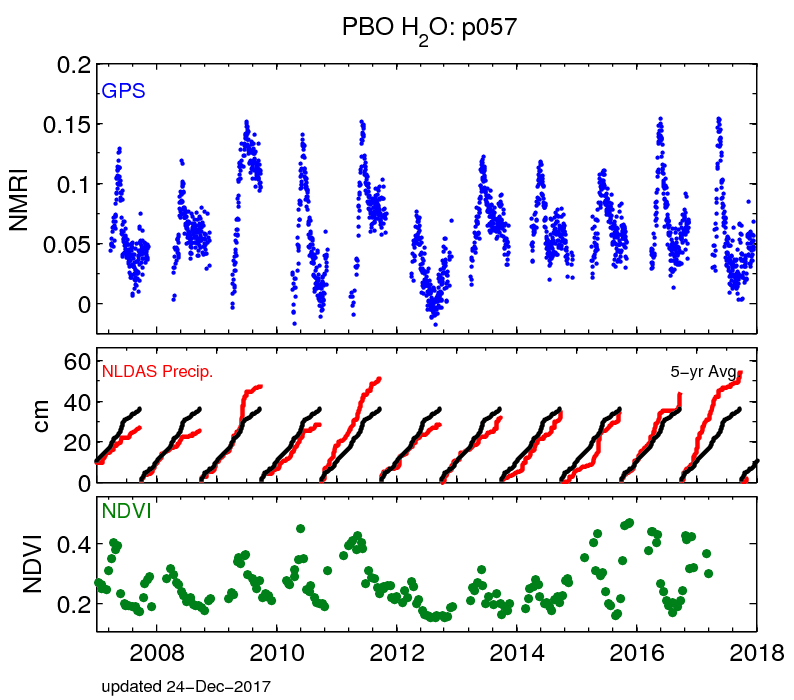 PBO H₂O: p057
0.2
GPS
0.15
0.1
0.05
0
NMRI
60
NLDAS Precip.
5−yr Avg.
40
20
0
cm
NDVI
0.4
0.2
NDVI
2008 2010 2012 2014 2016 2018
updated 24−Dec−2017